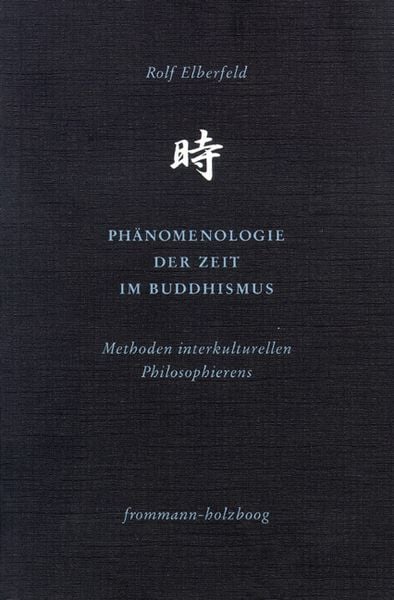 Rolf Elberfeld
時
PHÄNOMENOLOGIE
DER ZEIT
IM BUDDHISMUS
Methoden interkulturellen
Philosophierens
frommann-holzboog